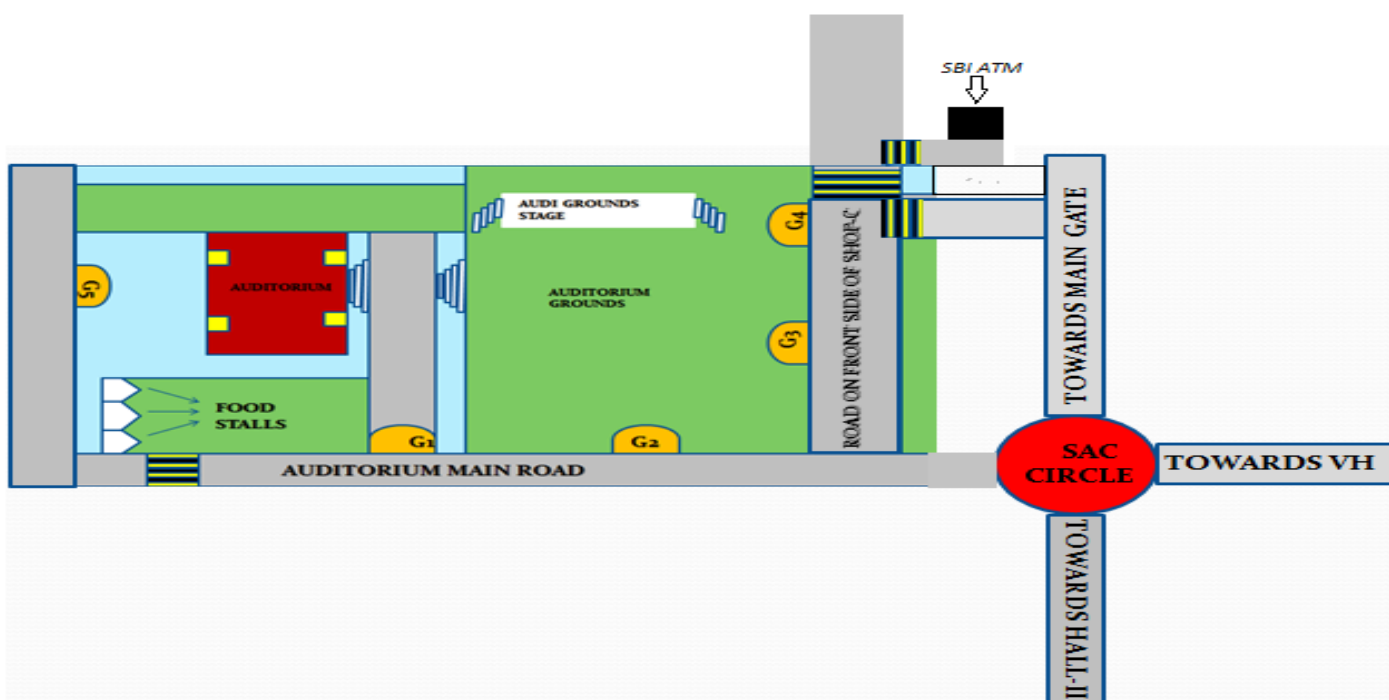 SBI ATM
AUDI GROUNDS
STAGE
G4
TOWARDS MAIN GATE
ROAD ON FRONT SIDE OF SHOP-C
G5
AUDITORIUM
AUDITORIUM
GROUNDS
G3
FOOD
STALLS
G1
G2
AUDITORIUM MAIN ROAD
SAC
CIRCLE
TOWARDS VH
TOWARDS HALL-II